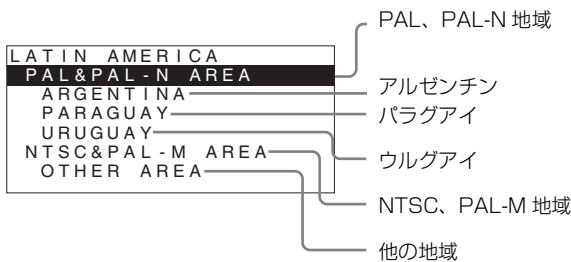 LATIN AMERICA
PAL&PAL-N AREA
ARGENTINA
PARAGUAY
URUGUAY
NTSC&PAL-M AREA
OTHER AREA
PAL、PAL-N 地域
アルゼンチン
パラグアイ
ウルグアイ
NTSC、PAL-M 地域
他の地域